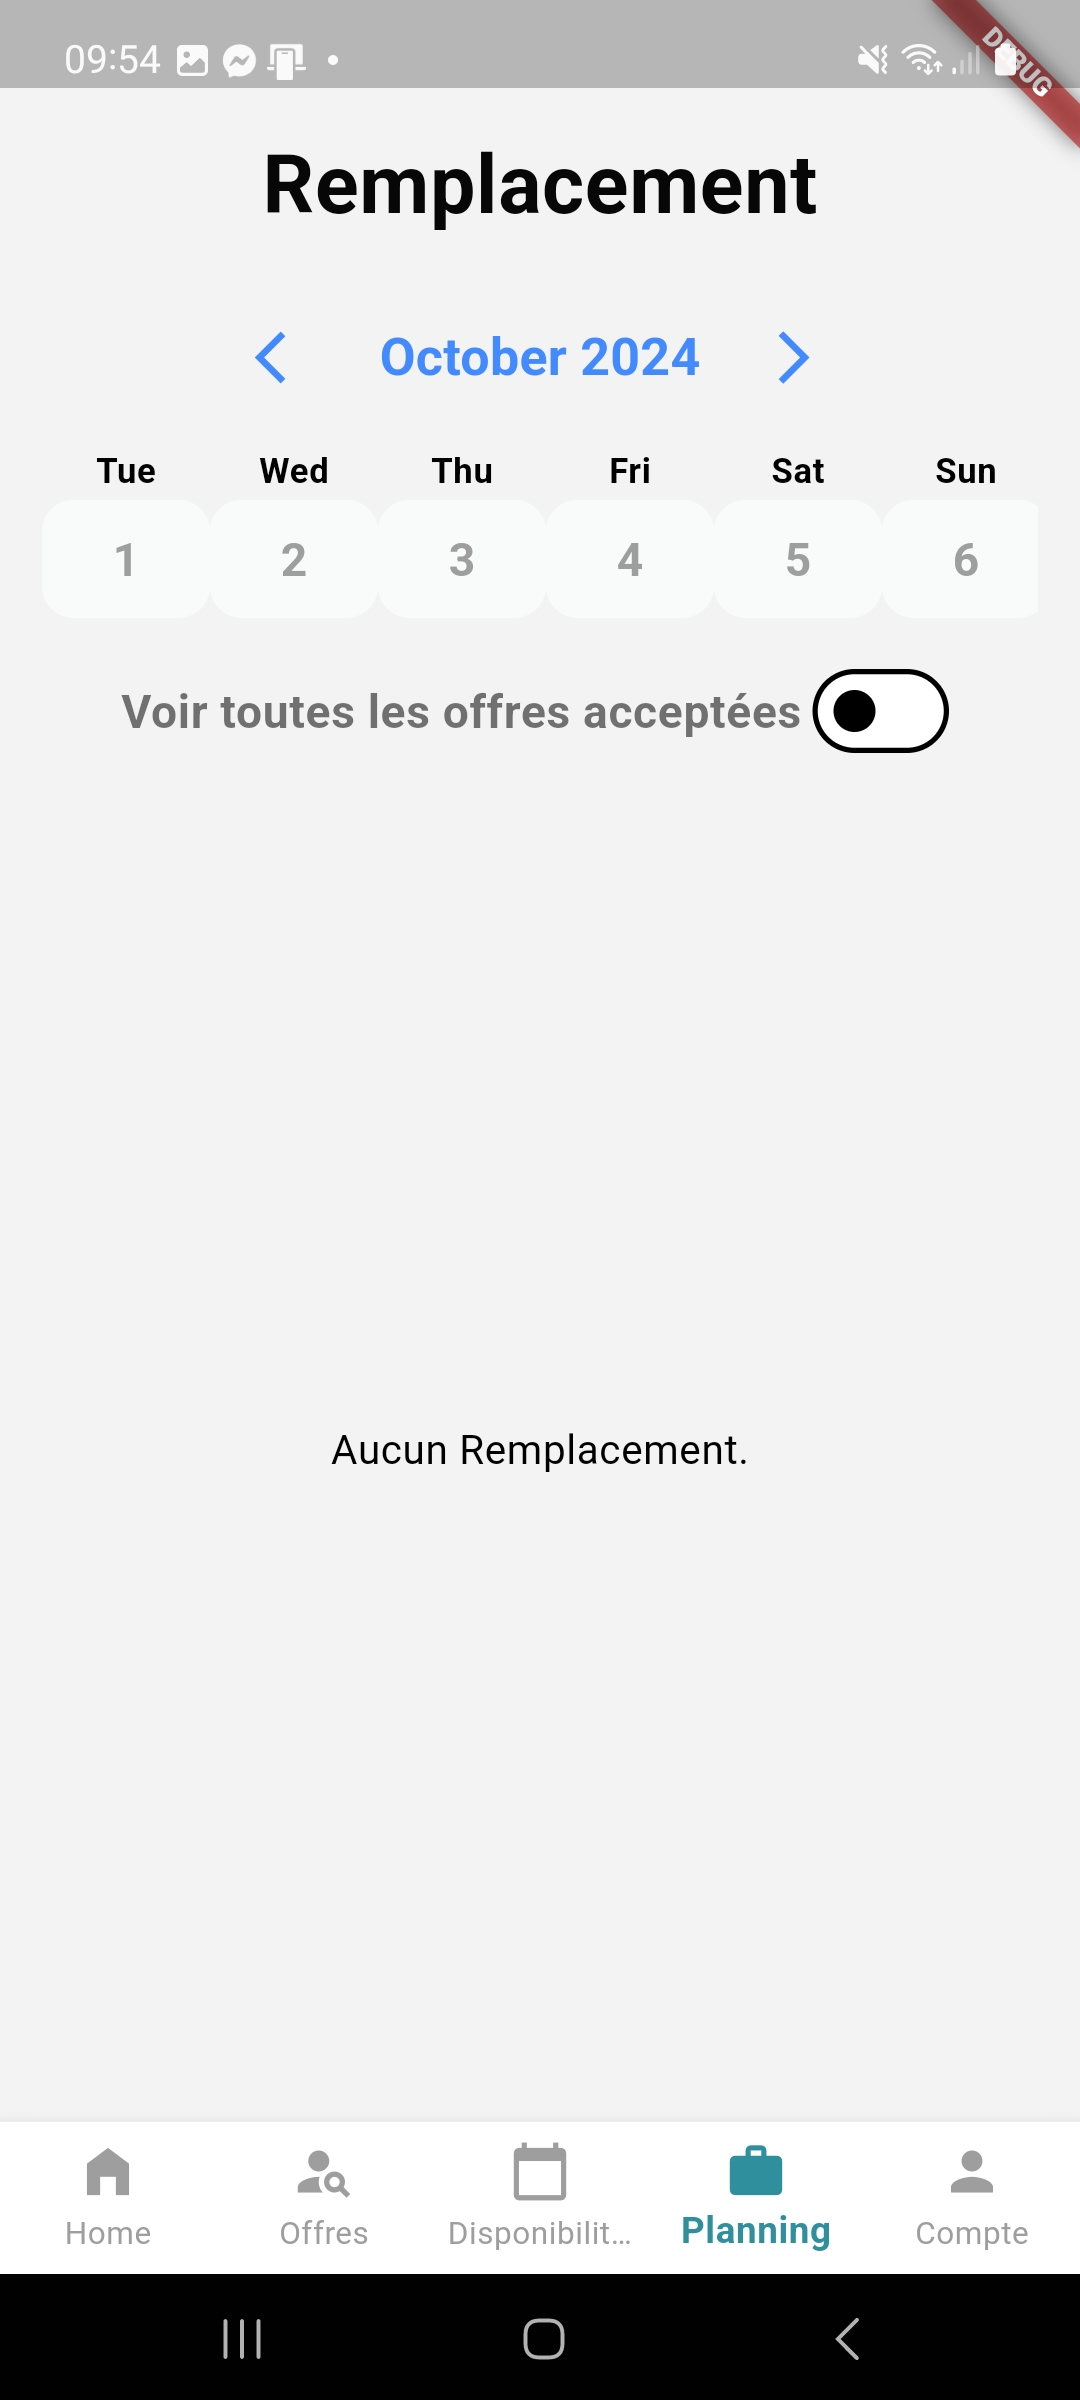 09:54
DEBUG
Remplacement
October 2024
Tue Wed Thu Fri Sat Sun
1 2 3 4 5 6
Voir toutes les offres acceptées
Aucun Remplacement.
Home Offres Disponibilit... Planning Compte